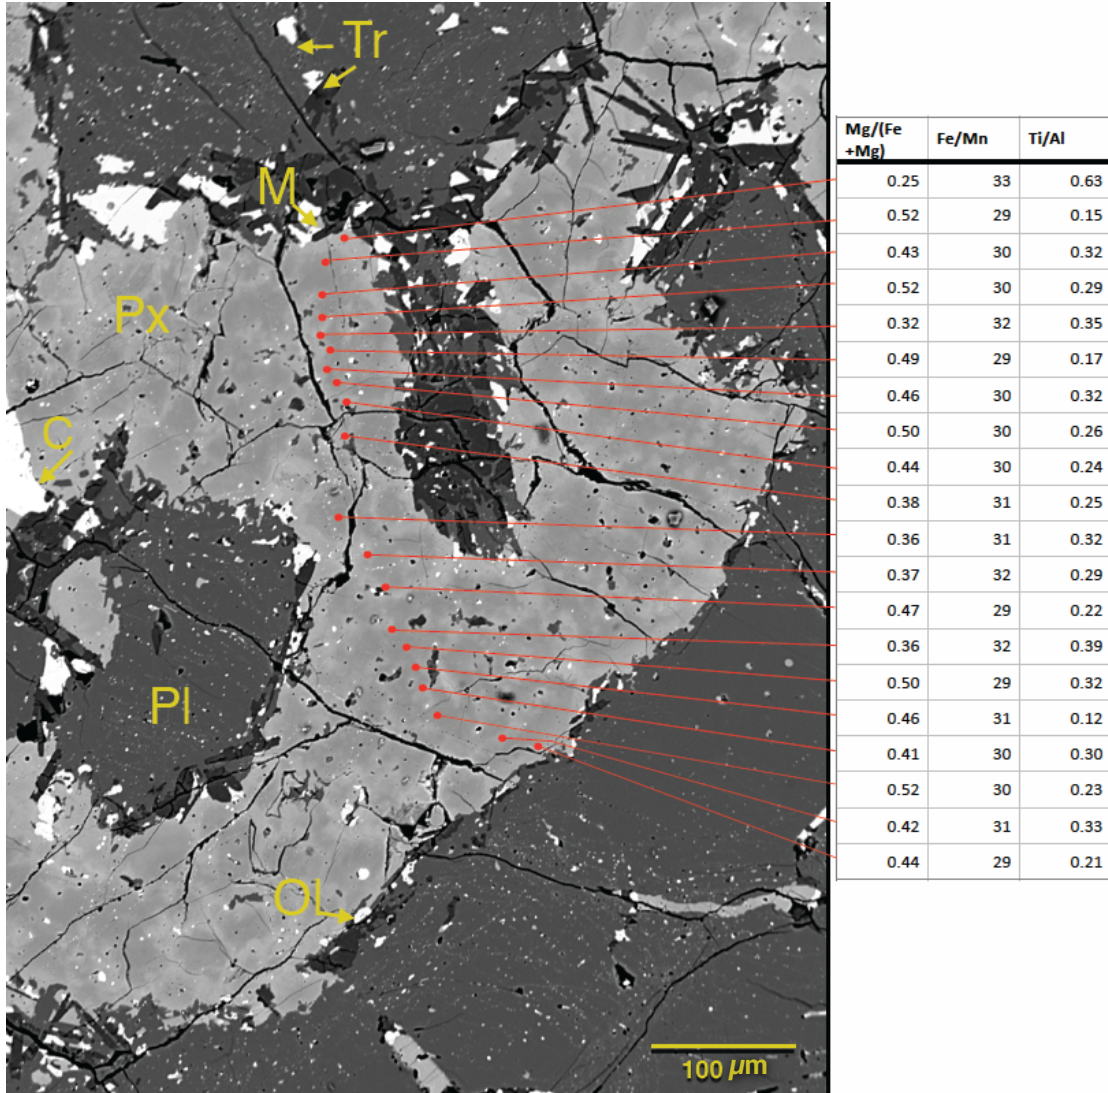 Tr
M
Px
C
Pl
OL
100 µm
Mg/(Fe +Mg) Fe/Mn Ti/Al
0.25 33 0.63
0.52 29 0.15
0.43 30 0.32
0.52 30 0.29
0.32 32 0.35
0.49 29 0.17
0.46 30 0.32
0.50 30 0.26
0.44 30 0.24
0.38 31 0.25
0.36 31 0.32
0.37 32 0.29
0.47 29 0.22
0.36 32 0.39
0.50 29 0.32
0.46 31 0.12
0.41 30 0.30
0.52 30 0.23
0.42 31 0.33
0.44 29 0.21